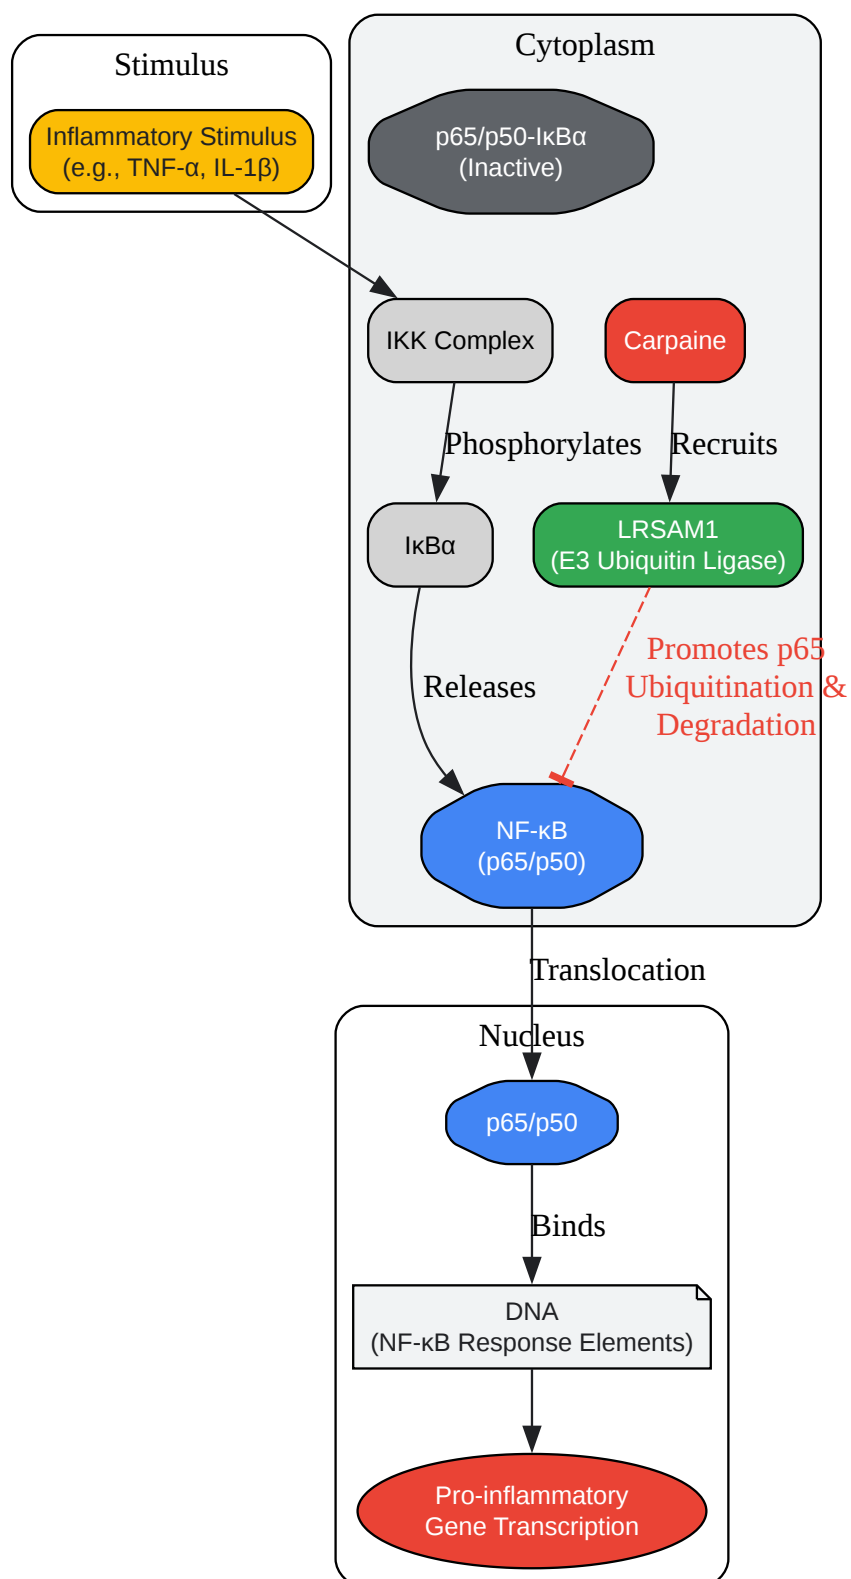 Stimulus
Inflammatory Stimulus
(e.g., TNF-α, IL-1β)
Cytoplasm
p65/p50-IκBα
(Inactive)
IKK Complex
Carpaine
Phosphorylates
Recruits
IκBα
LRSAM1
(E3 Ubiquitin Ligase)
Releases
Promotes p65
Ubiquitination &
Degradation
NF-κB
(p65/p50)
Translocation
Nucleus
p65/p50
Binds
DNA
(NF-κB Response Elements)
Pro-inflammatory
Gene Transcription